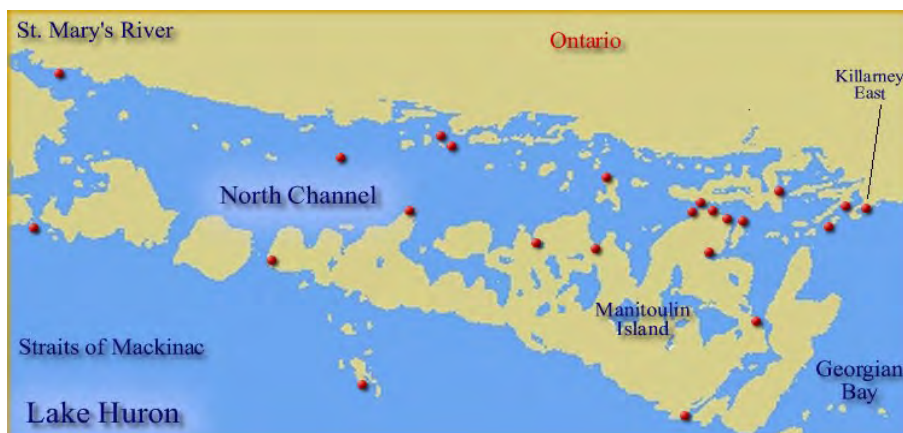 St. Mary's River
Ontario
Killarney
East
North Channel
Manitoulin
Island
Straits of Mackinac
Georgian
Bay
Lake Huron